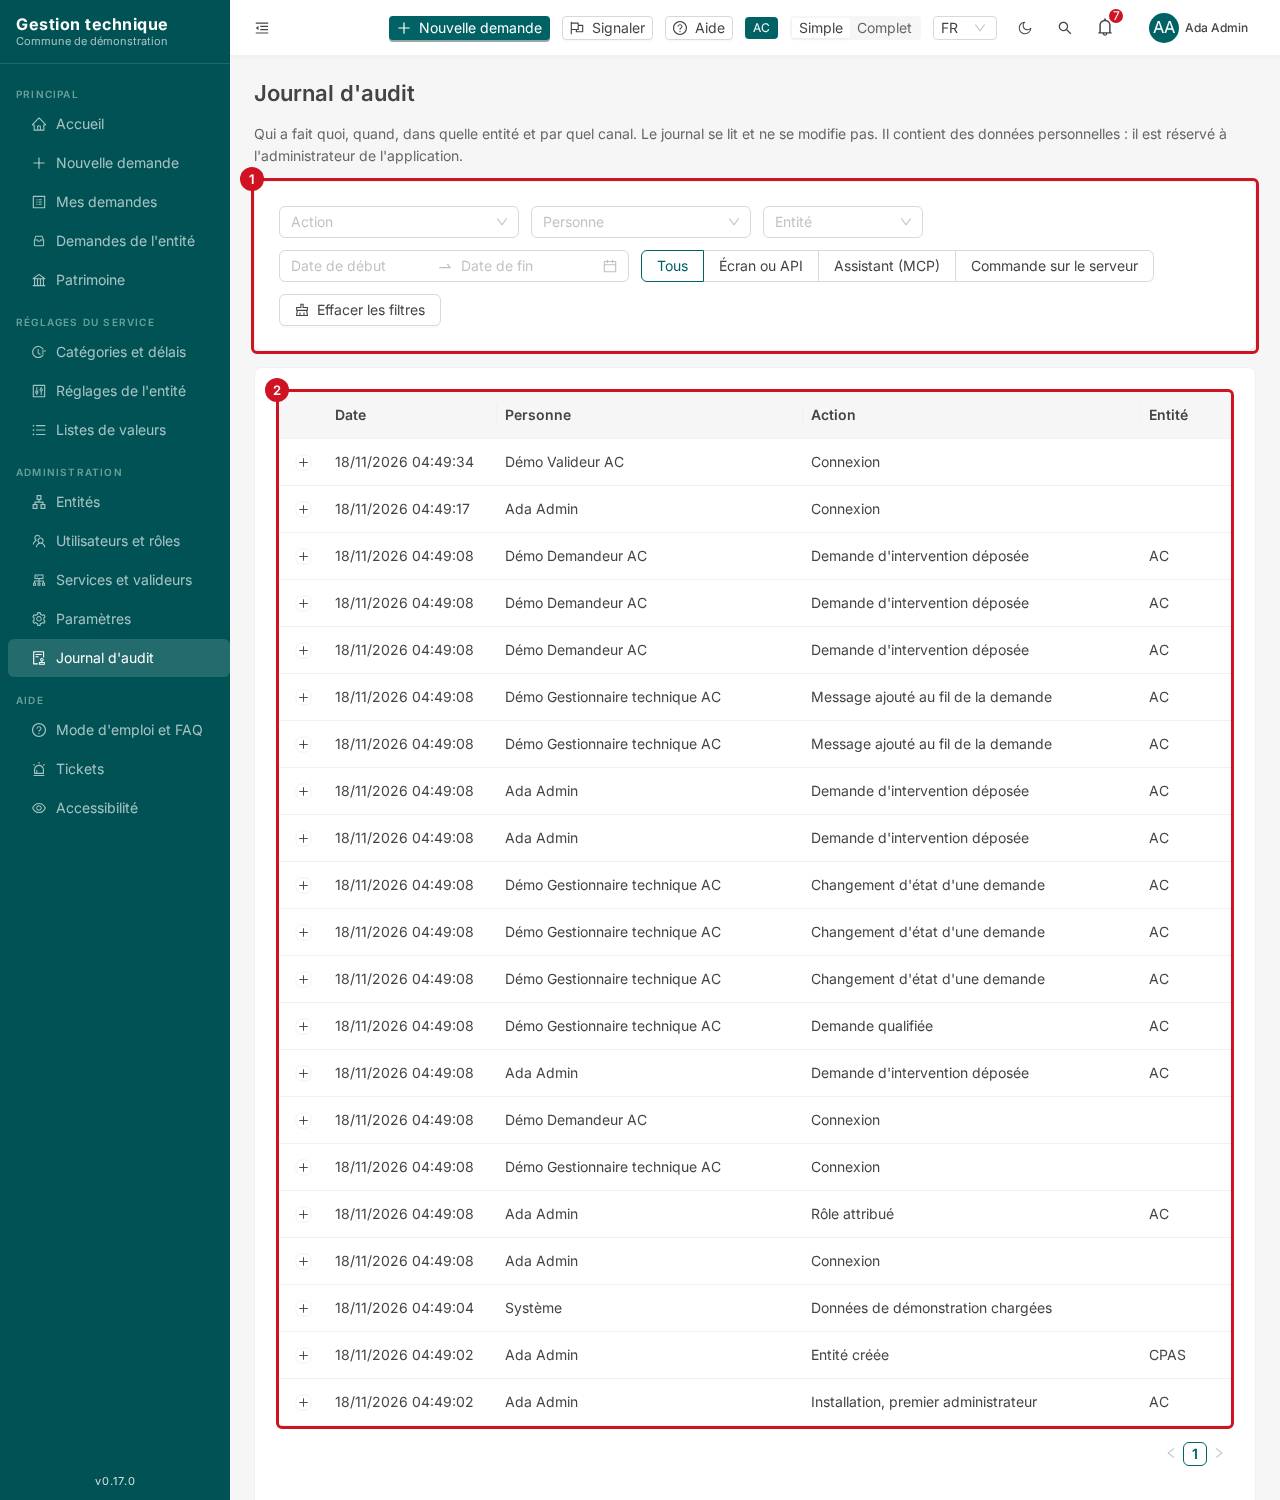 Gestion technique
Commune de démonstration
PRINCIPAL
Accueil
Nouvelle demande
Mes demandes
Demandes de l'entité
Patrimoine
RÉGLAGES DU SERVICE
Catégories et délais
Réglages de l'entité
Listes de valeurs
ADMINISTRATION
Entités
Utilisateurs et rôles
Services et valideurs
Paramètres
Journal d'audit
AIDE
Mode d'emploi et FAQ
Tickets
Accessibilité
v0.17.0
Nouvelle demande Signaler Aide AC Simple Complet FR 7 AA Ada Admin
Journal d'audit
Qui a fait quoi, quand, dans quelle entité et par quel canal. Le journal se lit et ne se modifie pas. Il contient des données personnelles : il est réservé à
l'administrateur de l'application.
1
Action Personne Entité
Date de début Date de fin Tous Écran ou API Assistant (MCP) Commande sur le serveur
Effacer les filtres
2
Date Personne Action Entité
18/11/2026 04:49:34 Démo Valideur AC Connexion
18/11/2026 04:49:17 Ada Admin Connexion
18/11/2026 04:49:08 Démo Demandeur AC Demande d'intervention déposée AC
18/11/2026 04:49:08 Démo Demandeur AC Demande d'intervention déposée AC
18/11/2026 04:49:08 Démo Demandeur AC Demande d'intervention déposée AC
18/11/2026 04:49:08 Démo Gestionnaire technique AC Message ajouté au fil de la demande AC
18/11/2026 04:49:08 Démo Gestionnaire technique AC Message ajouté au fil de la demande AC
18/11/2026 04:49:08 Ada Admin Demande d'intervention déposée AC
18/11/2026 04:49:08 Ada Admin Demande d'intervention déposée AC
18/11/2026 04:49:08 Démo Gestionnaire technique AC Changement d'état d'une demande AC
18/11/2026 04:49:08 Démo Gestionnaire technique AC Changement d'état d'une demande AC
18/11/2026 04:49:08 Démo Gestionnaire technique AC Changement d'état d'une demande AC
18/11/2026 04:49:08 Démo Gestionnaire technique AC Demande qualifiée AC
18/11/2026 04:49:08 Ada Admin Demande d'intervention déposée AC
18/11/2026 04:49:08 Démo Demandeur AC Connexion
18/11/2026 04:49:08 Démo Gestionnaire technique AC Connexion
18/11/2026 04:49:08 Ada Admin Rôle attribué AC
18/11/2026 04:49:08 Ada Admin Connexion
18/11/2026 04:49:04 Système Données de démonstration chargées
18/11/2026 04:49:02 Ada Admin Entité créée CPAS
18/11/2026 04:49:02 Ada Admin Installation, premier administrateur AC
1